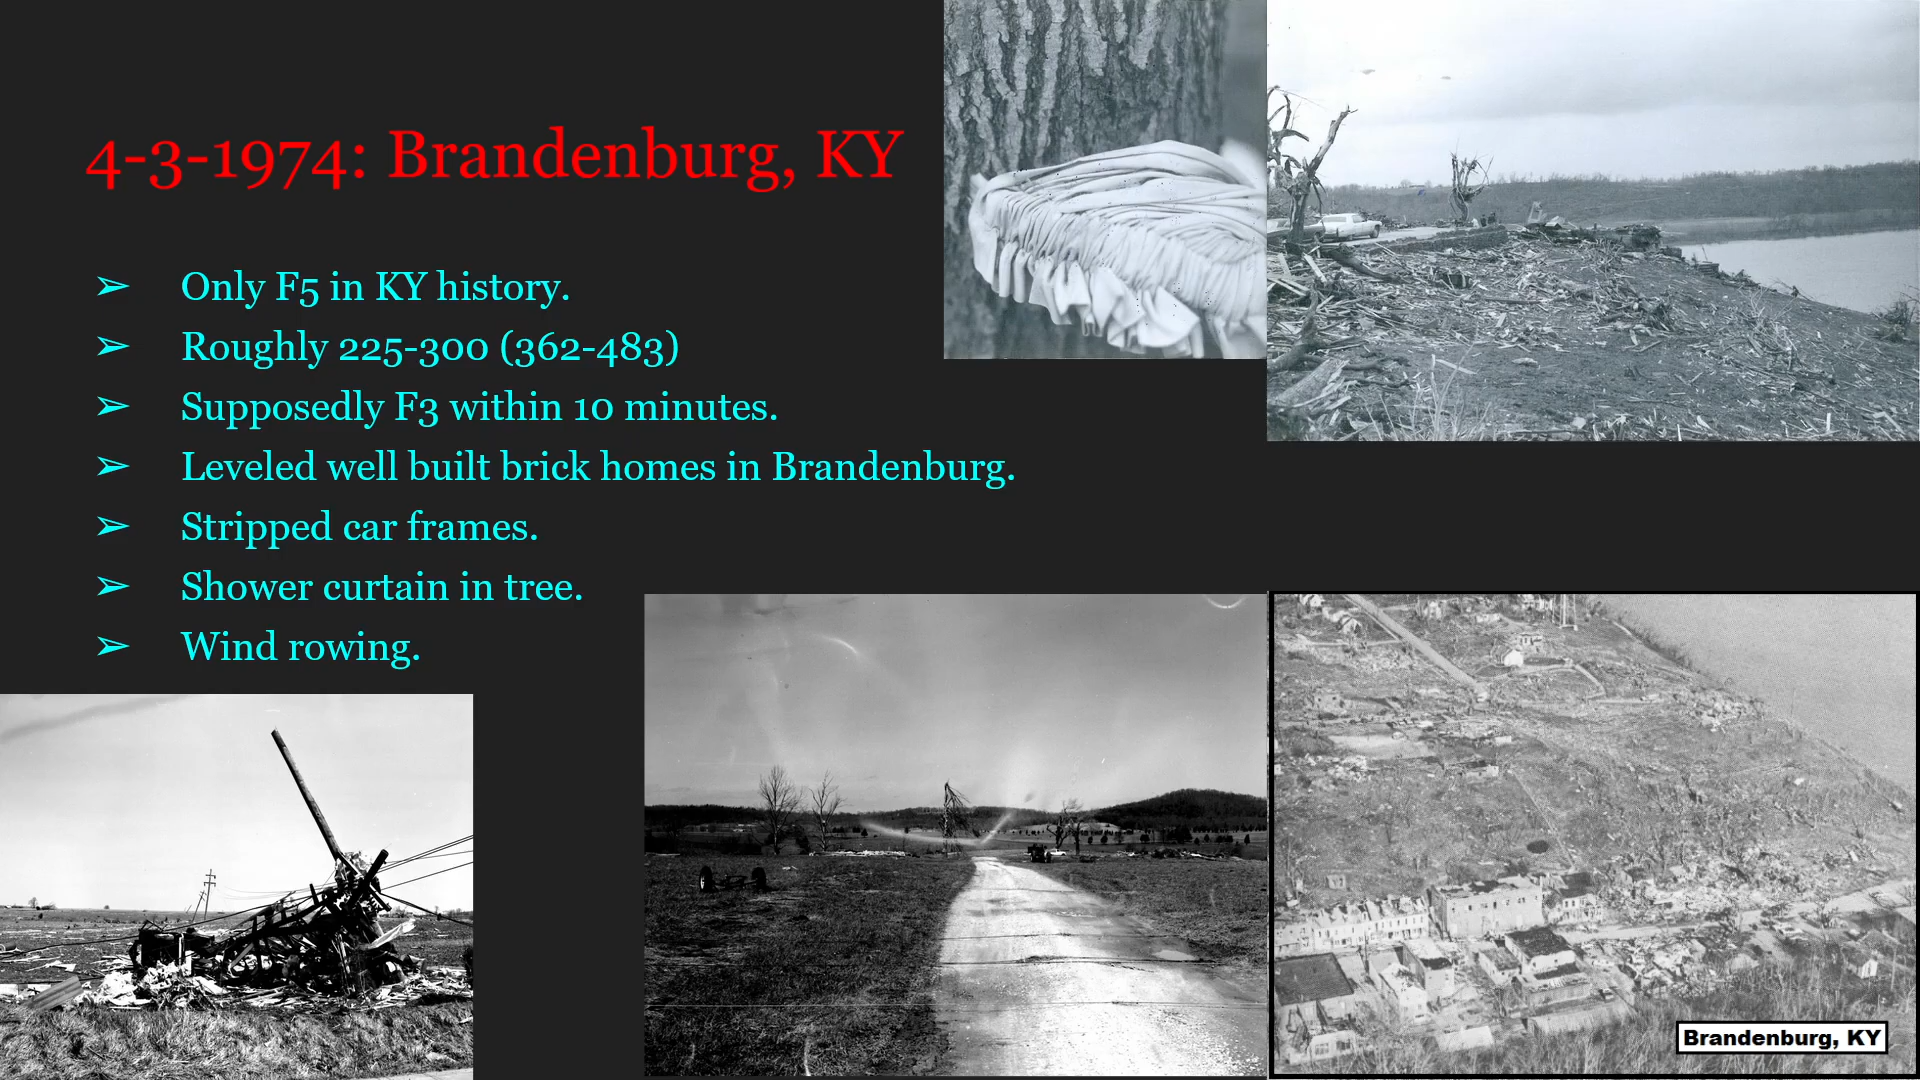 4-3-1974: Brandenburg, KY
➢ Only F5 in KY history.
➢ Roughly 225-300 (362-483)
➢ Supposedly F3 within 10 minutes.
➢ Leveled well built brick homes in Brandenburg.
➢ Stripped car frames.
➢ Shower curtain in tree.
➢ Wind rowing.
Brandenburg, KY